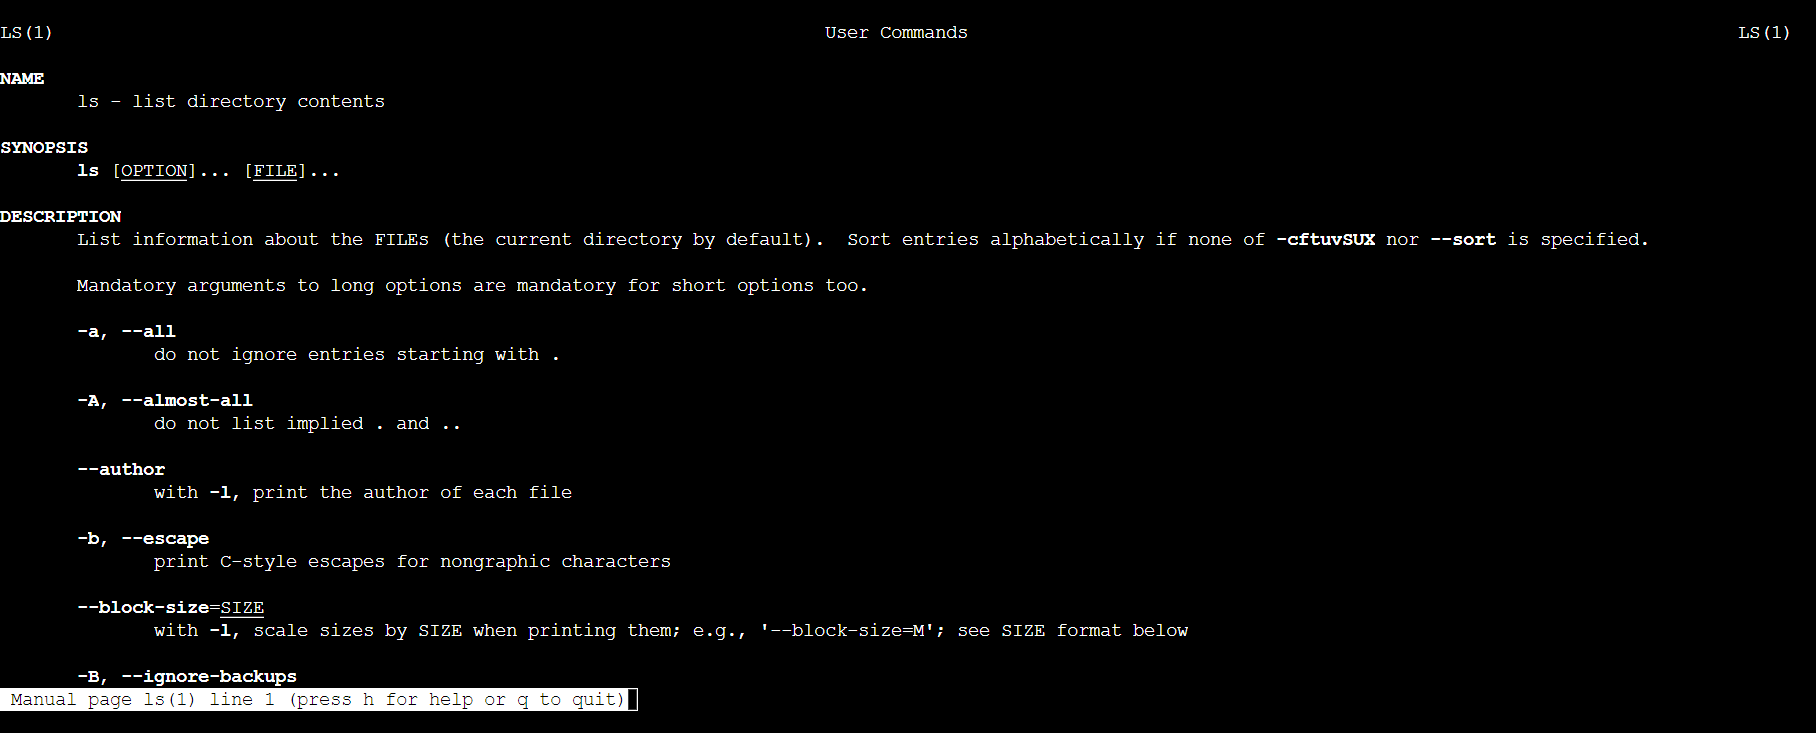 LS(1) User Commands LS(1)
NAME
ls - list directory contents
SYNOPSIS
ls [OPTION]... [FILE]...
DESCRIPTION
List information about the FILEs (the current directory by default).  Sort entries alphabetically if none of -cftuvSUX nor --sort is specified.
Mandatory arguments to long options are mandatory for short options too.
-a, --all
do not ignore entries starting with .
-A, --almost-all
do not list implied . and ..
--author
with -l, print the author of each file
-b, --escape
print C-style escapes for nongraphic characters
--block-size=SIZE
with -l, scale sizes by SIZE when printing them; e.g., '--block-size=M'; see SIZE format below
-B, --ignore-backups
Manual page ls(1) line 1 (press h for help or q to quit)